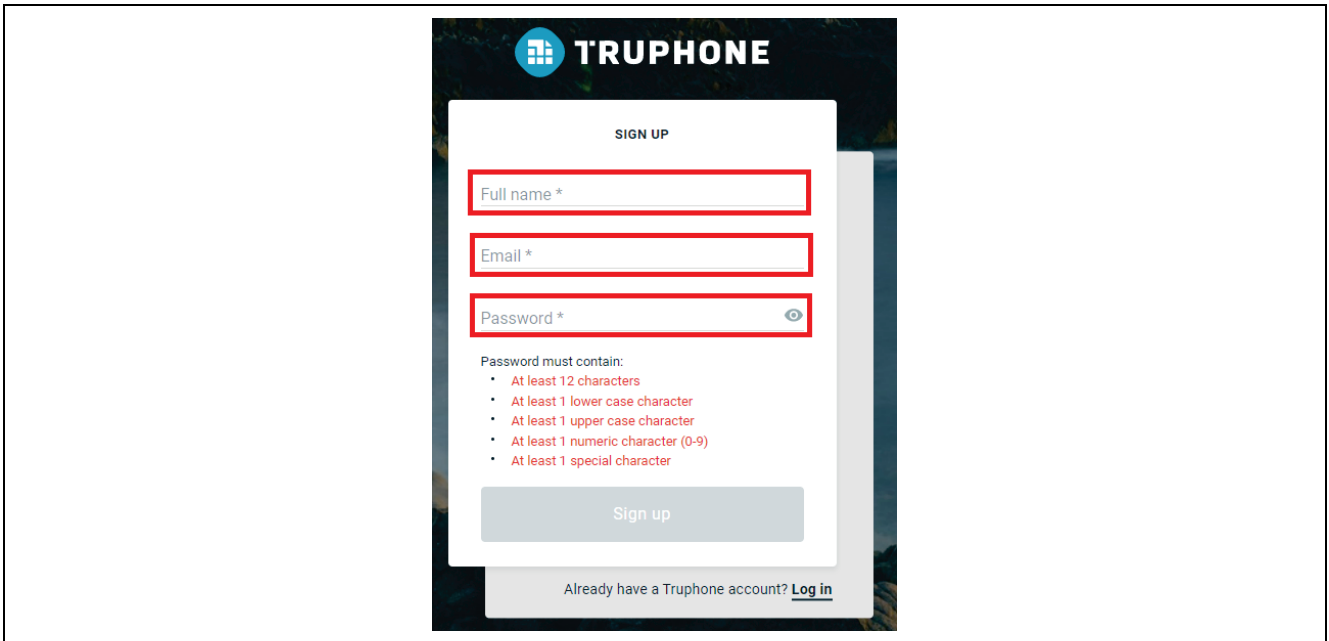 TRUPHONE
SIGN UP
Full name *
Email *
Password *
Password must contain:
• At least 12 characters
• At least 1 lower case character
• At least 1 upper case character
• At least 1 numeric character (0-9)
• At least 1 special character
Sign up
Already have a Truphone account? Log in